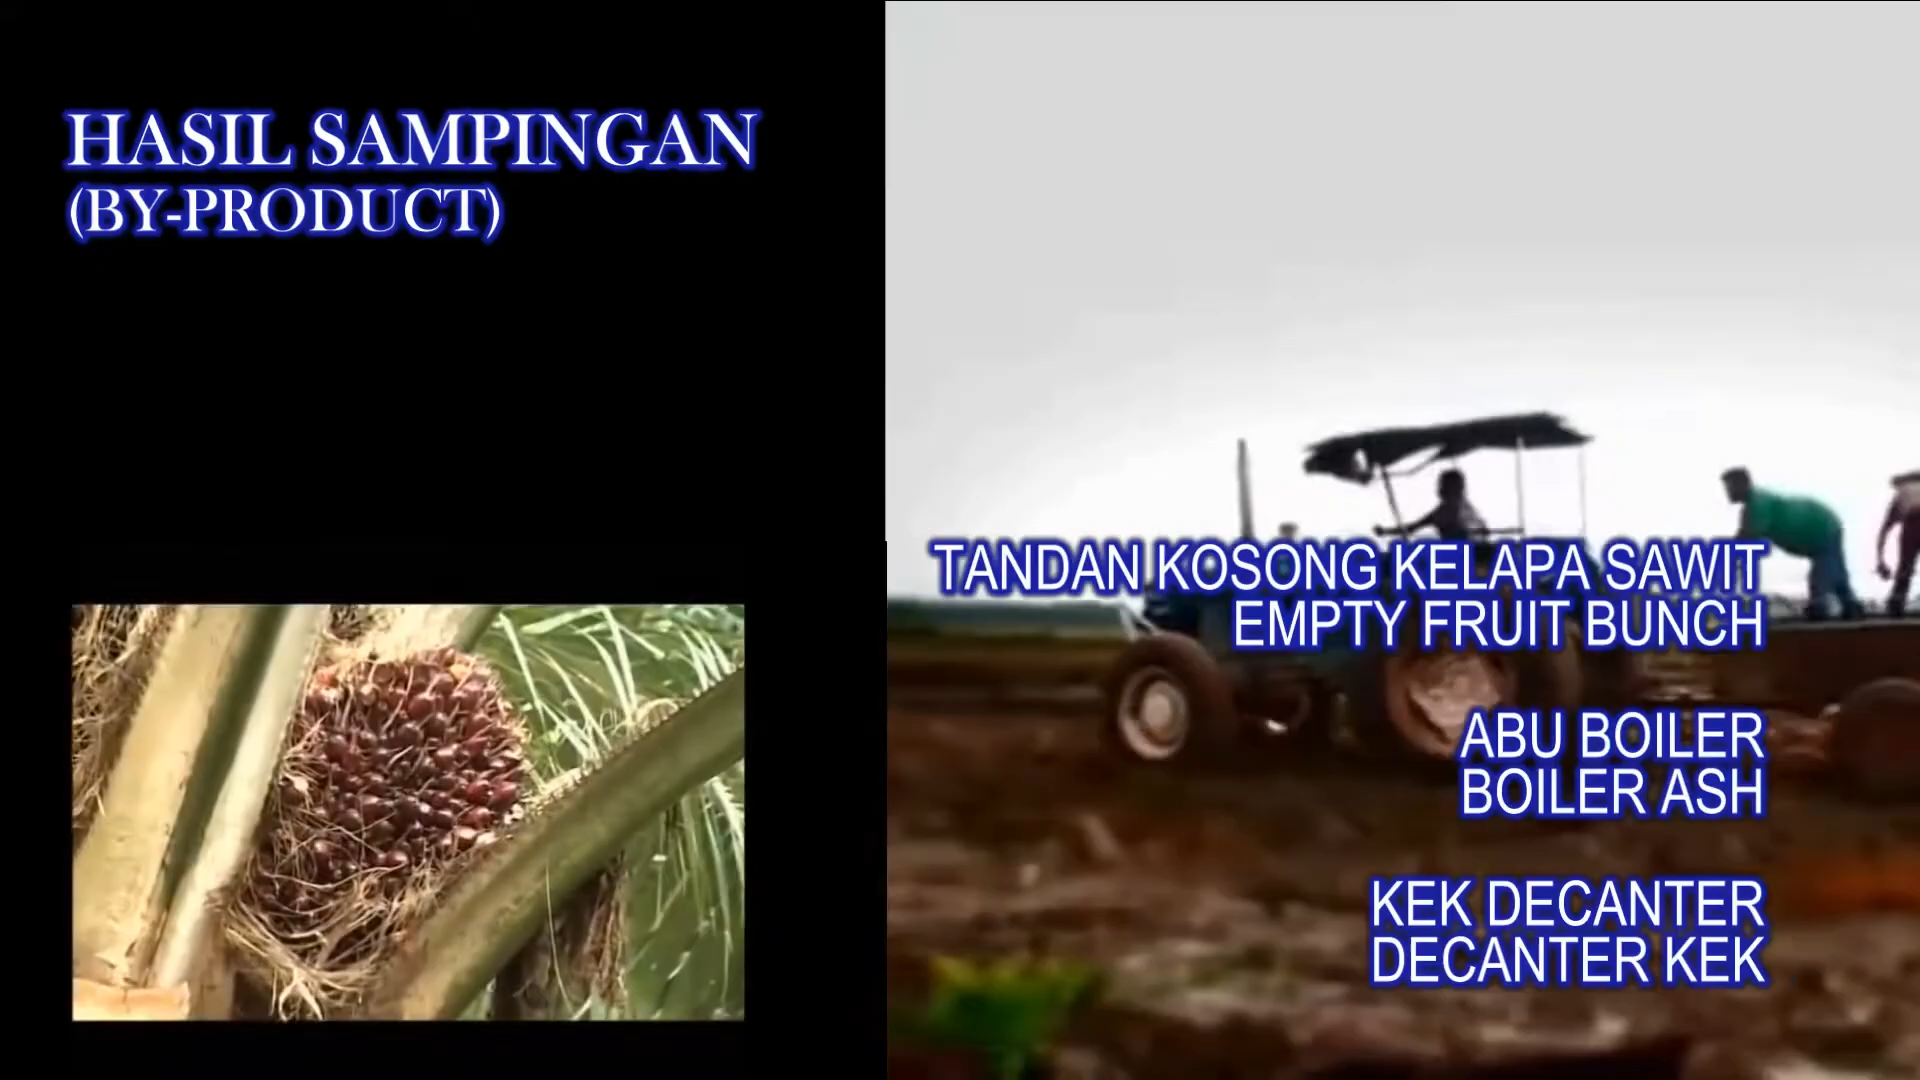 HASIL SAMPINGAN
(BY-PRODUCT)
TANDAN KOSONG KELAPA SAWIT
EMPTY FRUIT BUNCH
ABU BOILER
BOILER ASH
KEK DECANTER
DECANTER KEK